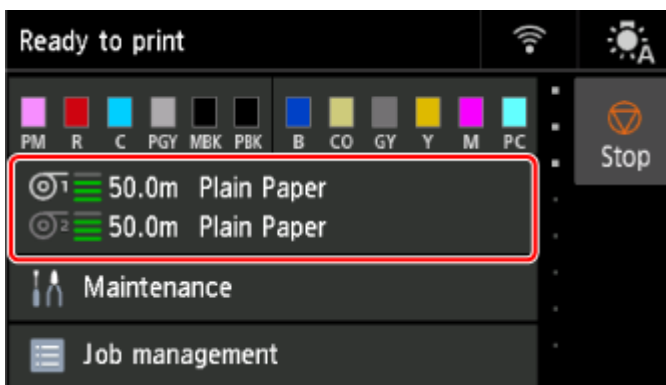 Ready to print
A
PM R C PGY MBK PBK B CO GY Y M PC
Stop
1 50.0m Plain Paper
2 50.0m Plain Paper
Maintenance
Job management